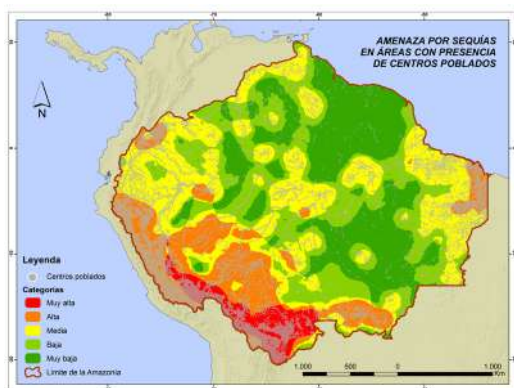 AMENAZA POR SEQUÍAS
EN ÁREAS CON PRESENCIA
DE CENTROS POBLADOS
N
Leyenda
Centros poblados
Categorías
Muy alta
Alta
Media
Baja
Muy baja
Límite de la Amazonía
1.000 500 0 1.000
Km